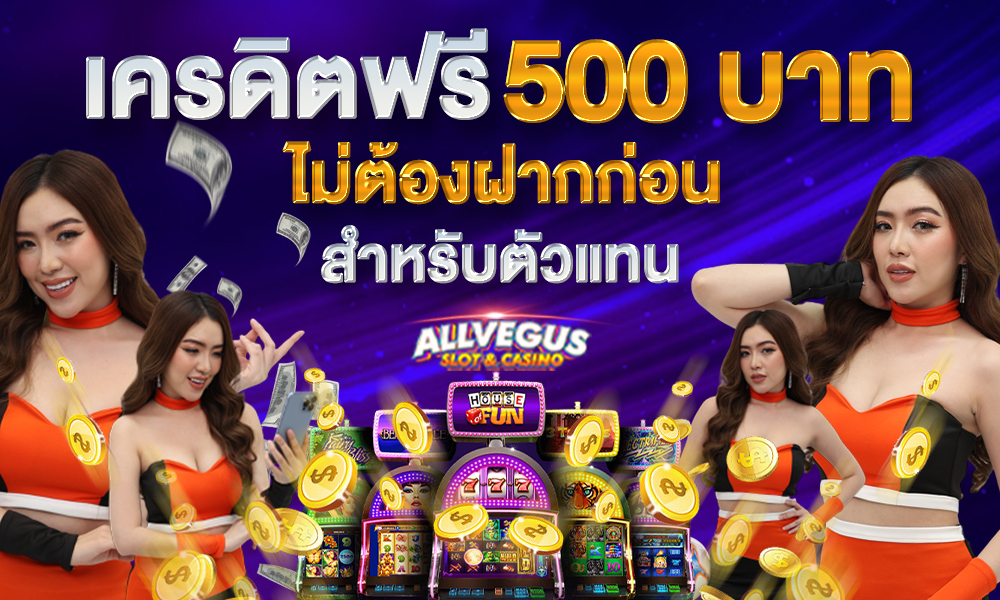 เครดิตฟรี 500 บาท
ไม่ต้องฝากก่อน
สำหรับตัวแทน
ALLVEGUS
SLOT & CASINO
HOUSE
of FUN
777